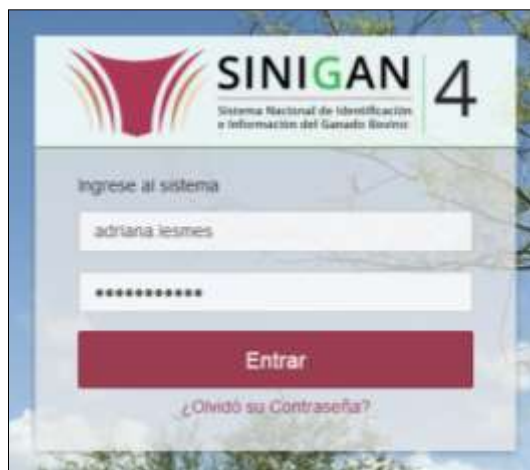 SINIGAN 4
Sistema Nacional de Identificación
e Información del Ganado Bovino
Ingrese al sistema
adriana lesmes
•••••••••••
Entrar
¿Olvidó su Contraseña?